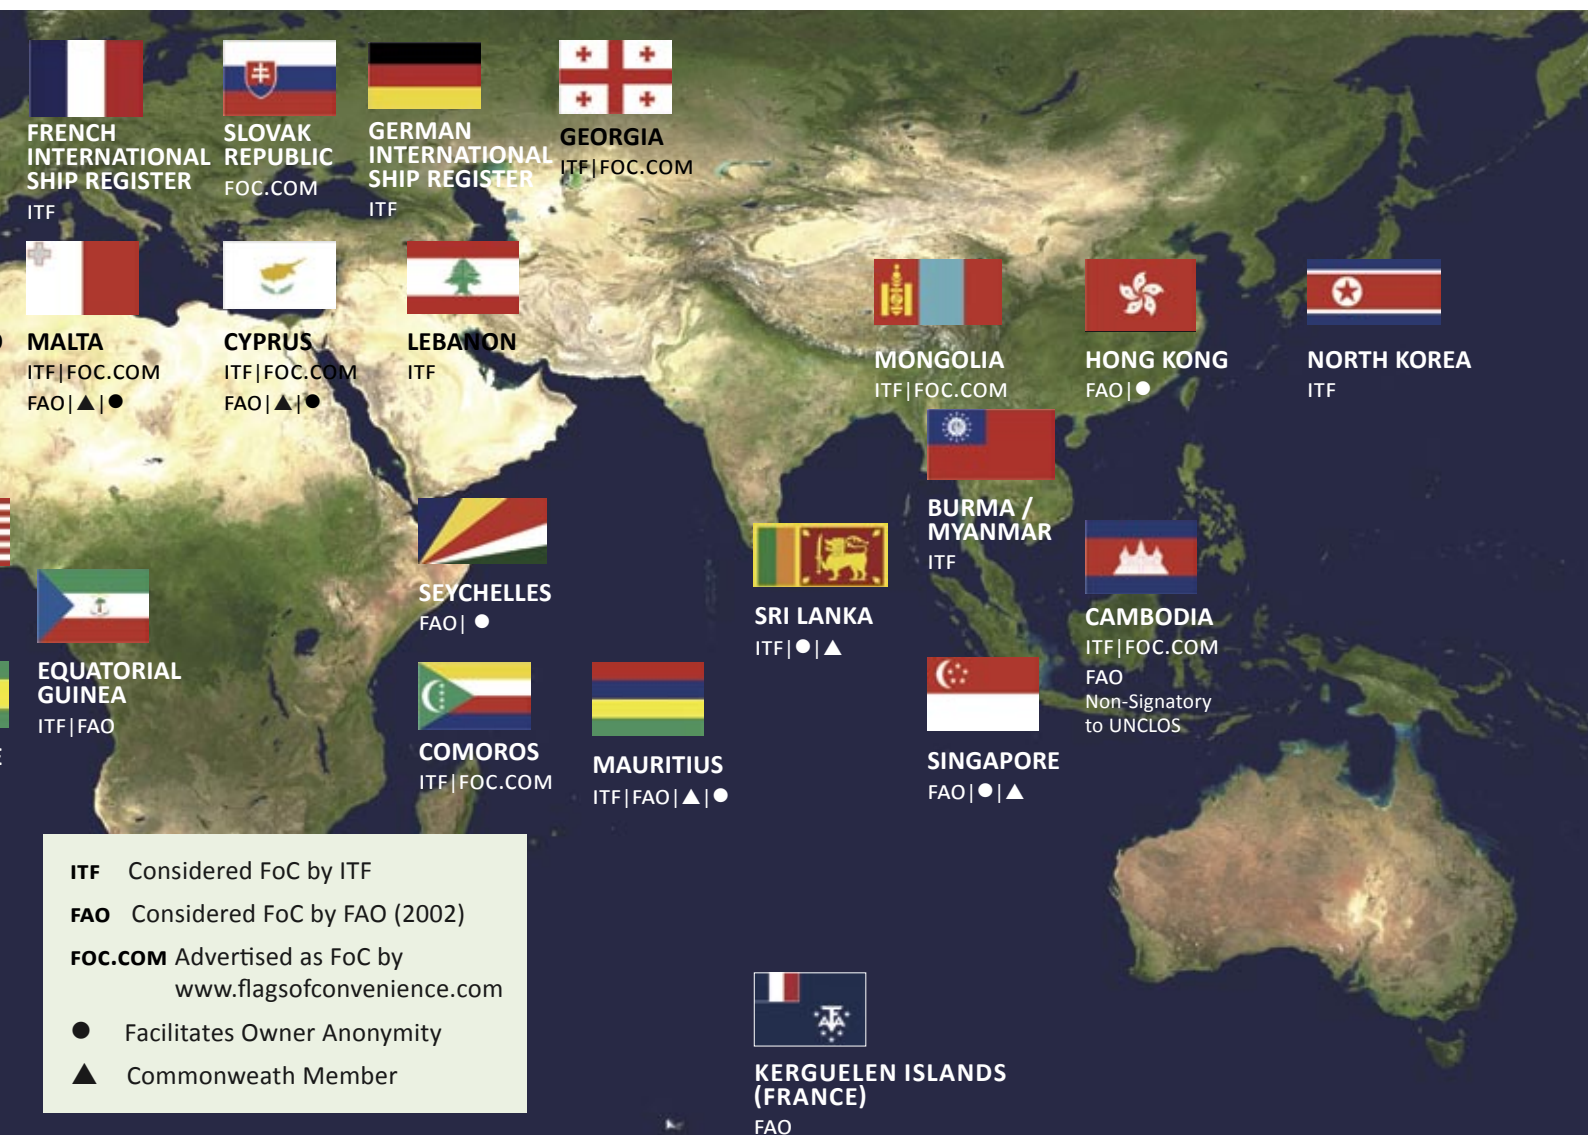 FRENCH
INTERNATIONAL
SHIP REGISTER
ITF
SLOVAK
REPUBLIC
FOC.COM
GERMAN
INTERNATIONAL
SHIP REGISTER
ITF
GEORGIA
ITF|FOC.COM
MALTA
ITF|FOC.COM
FAO|▲|●
CYPRUS
ITF|FOC.COM
FAO|▲|●
LEBANON
ITF
MONGOLIA
ITF|FOC.COM
HONG KONG
FAO|●
NORTH KOREA
ITF
BURMA /
MYANMAR
ITF
SEYCHELLES
FAO| ●
SRI LANKA
ITF|●|▲
CAMBODIA
ITF|FOC.COM
FAO
Non-Signatory
to UNCLOS
EQUATORIAL
GUINEA
ITF|FAO
COMOROS
ITF|FOC.COM
MAURITIUS
ITF|FAO|▲|●
SINGAPORE
FAO|●|▲
ITF Considered FoC by ITF
FAO Considered FoC by FAO (2002)
FOC.COM Advertised as FoC by
www.flagsofconvenience.com
● Facilitates Owner Anonymity
▲ Commonweath Member
KERGUELEN ISLANDS
(FRANCE)
FAO